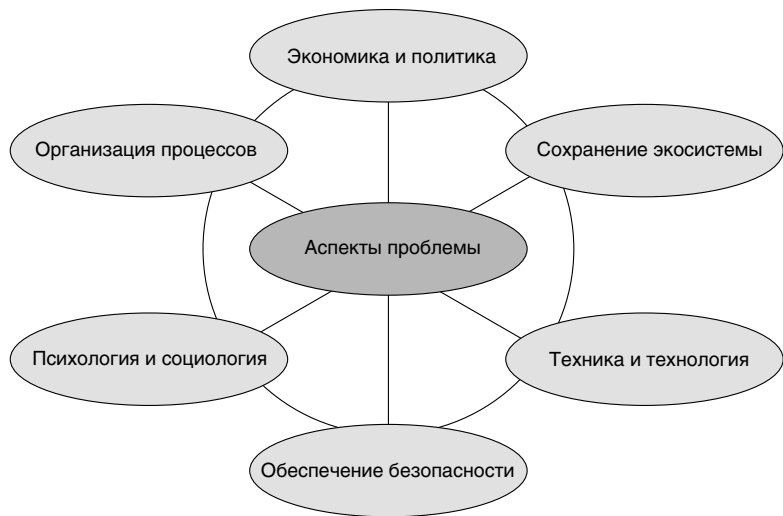 Экономика и политика
Организация процессов
Сохранение экосистемы
Аспекты проблемы
Психология и социология
Техника и технология
Обеспечение безопасности